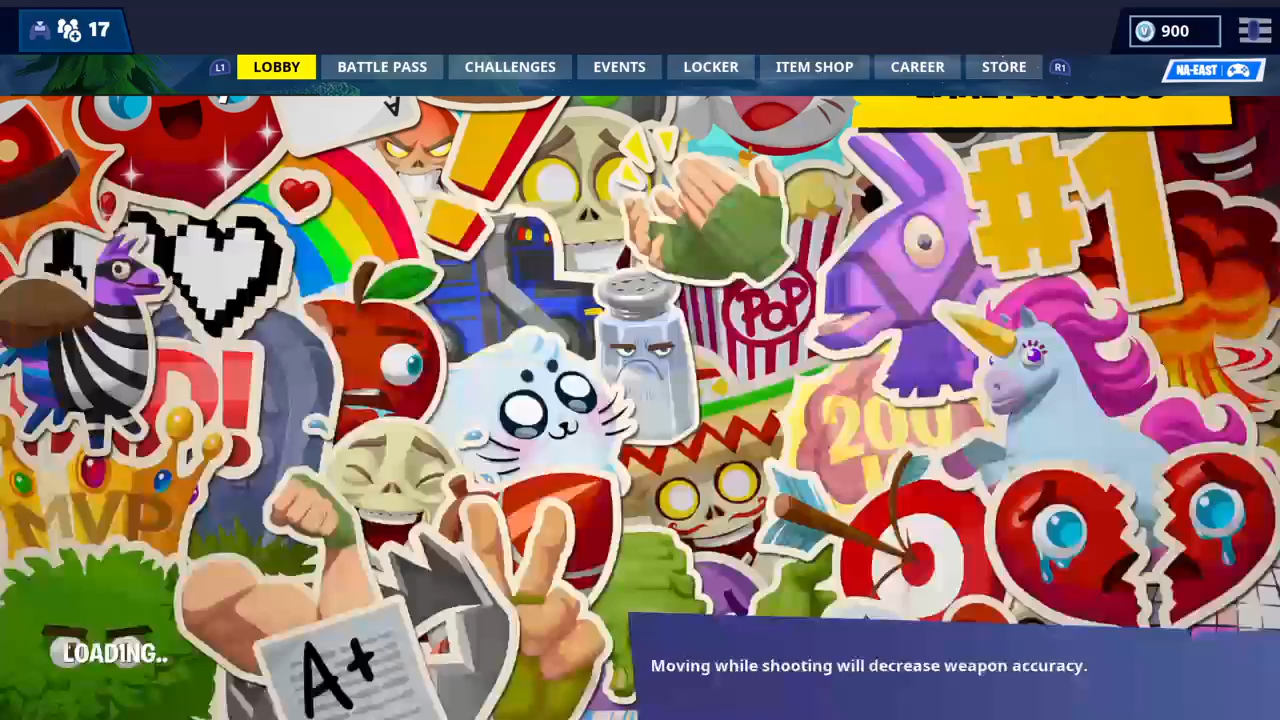 17
900
L1
LOBBY
BATTLE PASS
CHALLENGES
EVENTS
LOCKER
ITEM SHOP
CAREER
STORE
R1
NA-EAST
A
#1
POP
200
MVP
A+
LOADING..
Moving while shooting will decrease weapon accuracy.